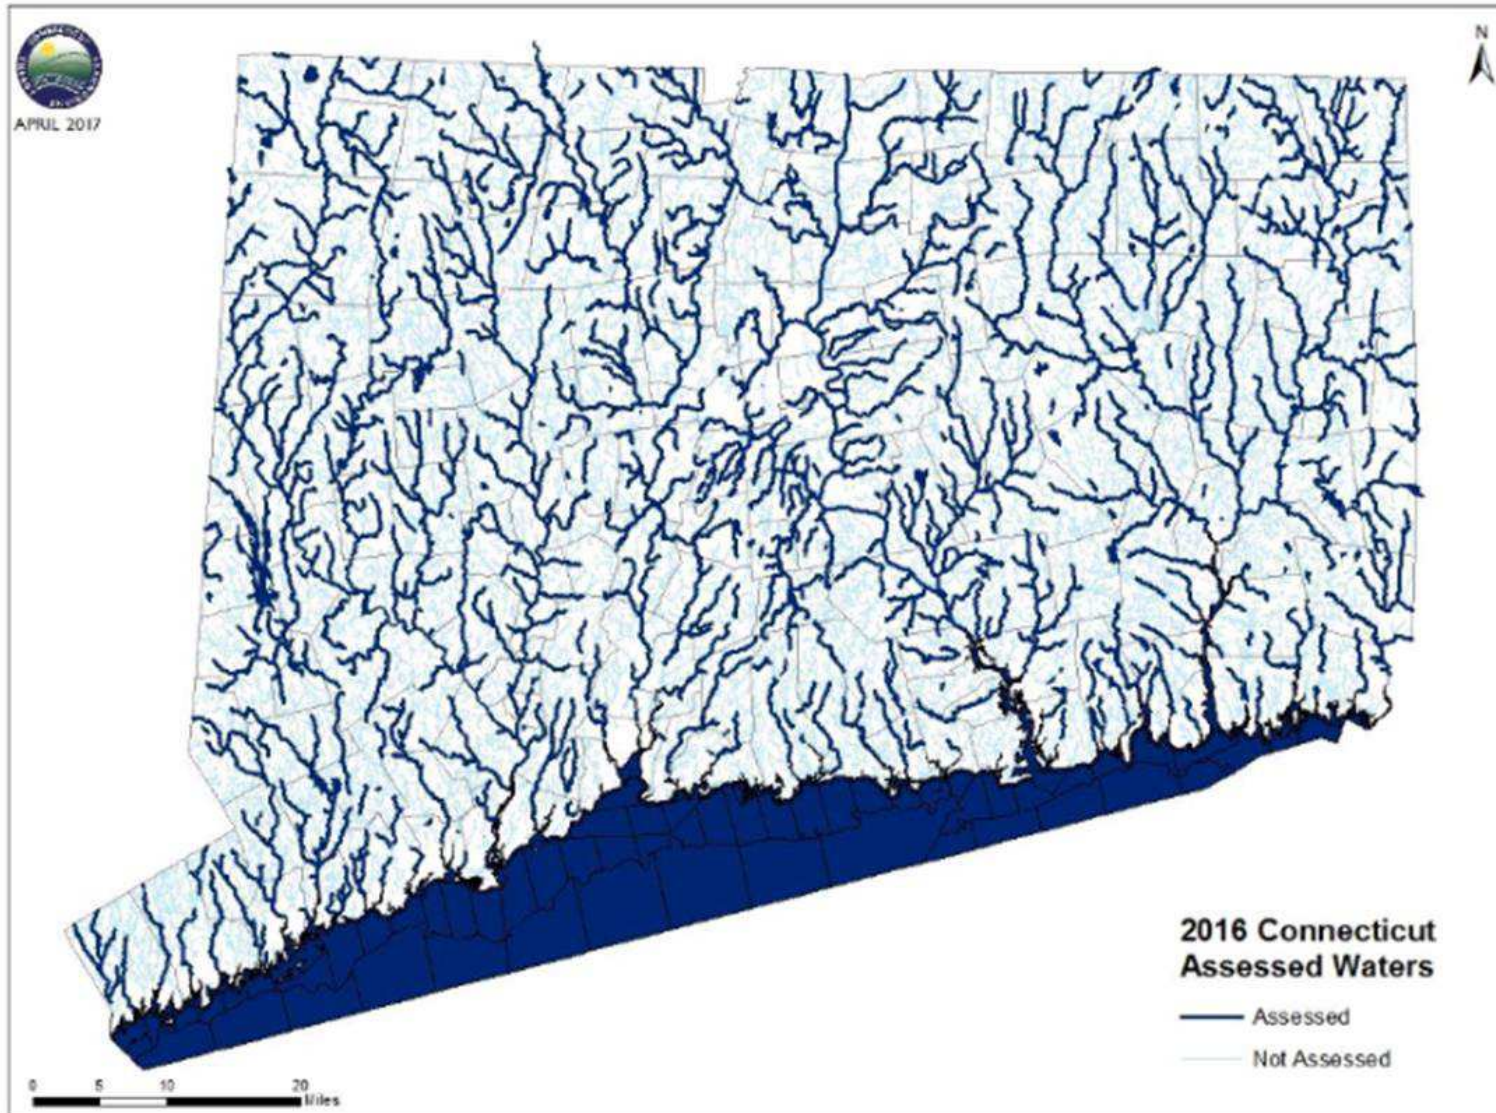 APRIL 2017
N
2016 Connecticut
Assessed Waters
Assessed
Not Assessed
0 5 10 20
Miles